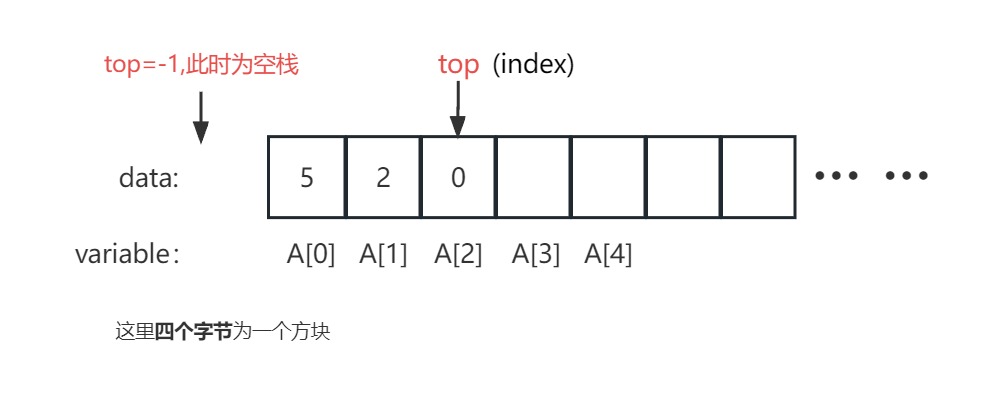 top=-1,此时为空栈 top (index)
data: 5 2 0 ••• •••
variable: A[0] A[1] A[2] A[3] A[4]
这里四个字节为一个方块